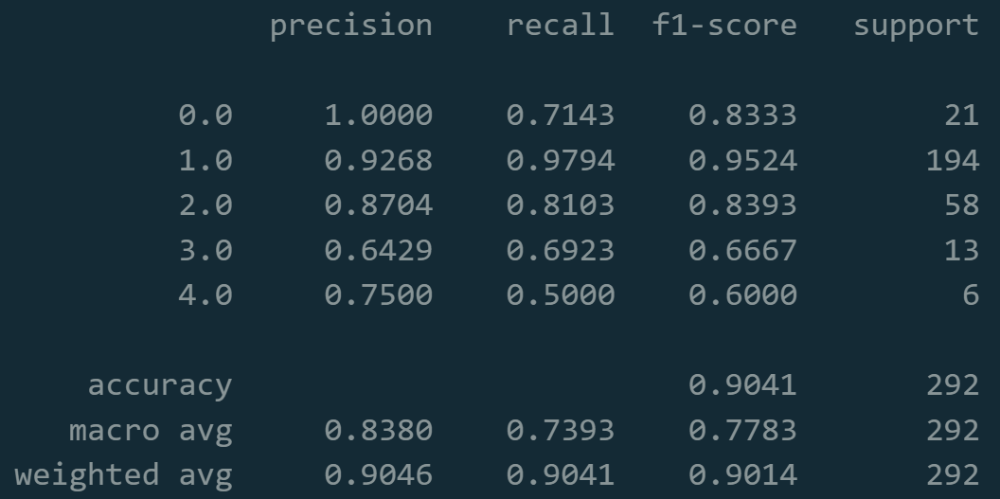 precision recall f1-score support
0.0 1.0000 0.7143 0.8333 21
1.0 0.9268 0.9794 0.9524 194
2.0 0.8704 0.8103 0.8393 58
3.0 0.6429 0.6923 0.6667 13
4.0 0.7500 0.5000 0.6000 6
accuracy 0.9041 292
macro avg 0.8380 0.7393 0.7783 292
weighted avg 0.9046 0.9041 0.9014 292